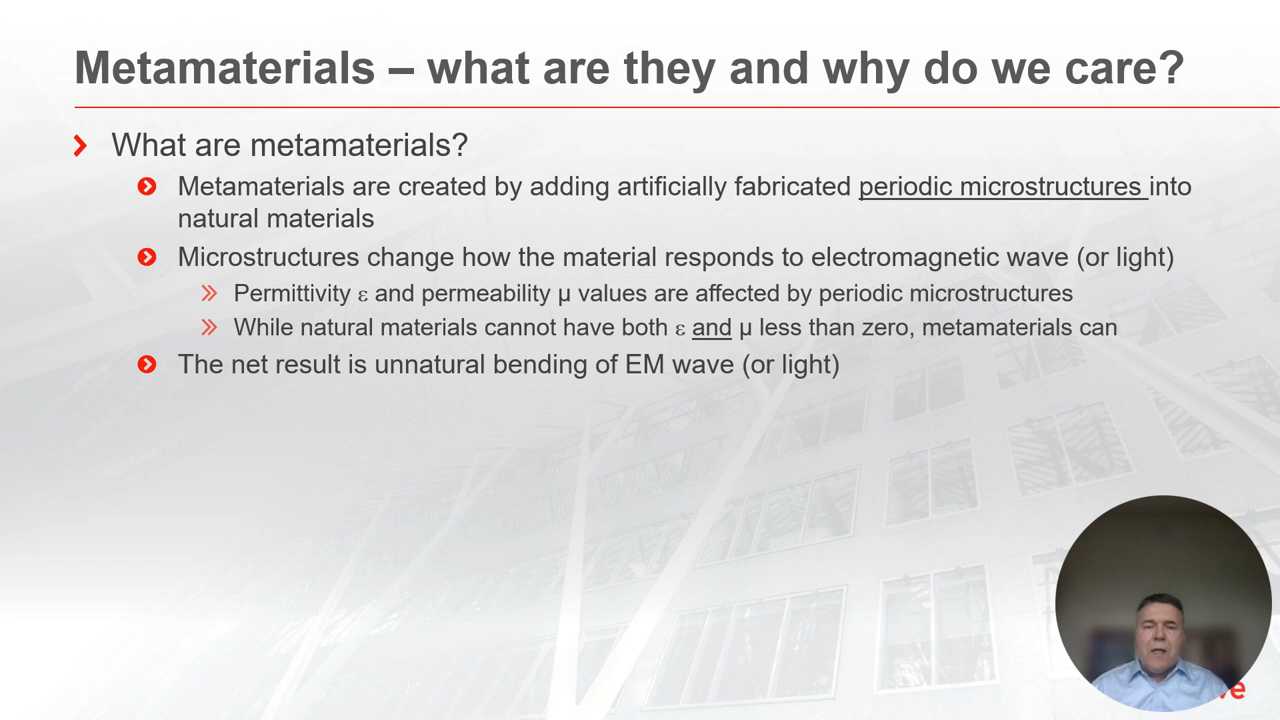 Metamaterials – what are they and why do we care?
What are metamaterials?
Metamaterials are created by adding artificially fabricated periodic microstructures into
natural materials
Microstructures change how the material responds to electromagnetic wave (or light)
Permittivity ε and permeability μ values are affected by periodic microstructures
While natural materials cannot have both ε and μ less than zero, metamaterials can
The net result is unnatural bending of EM wave (or light)